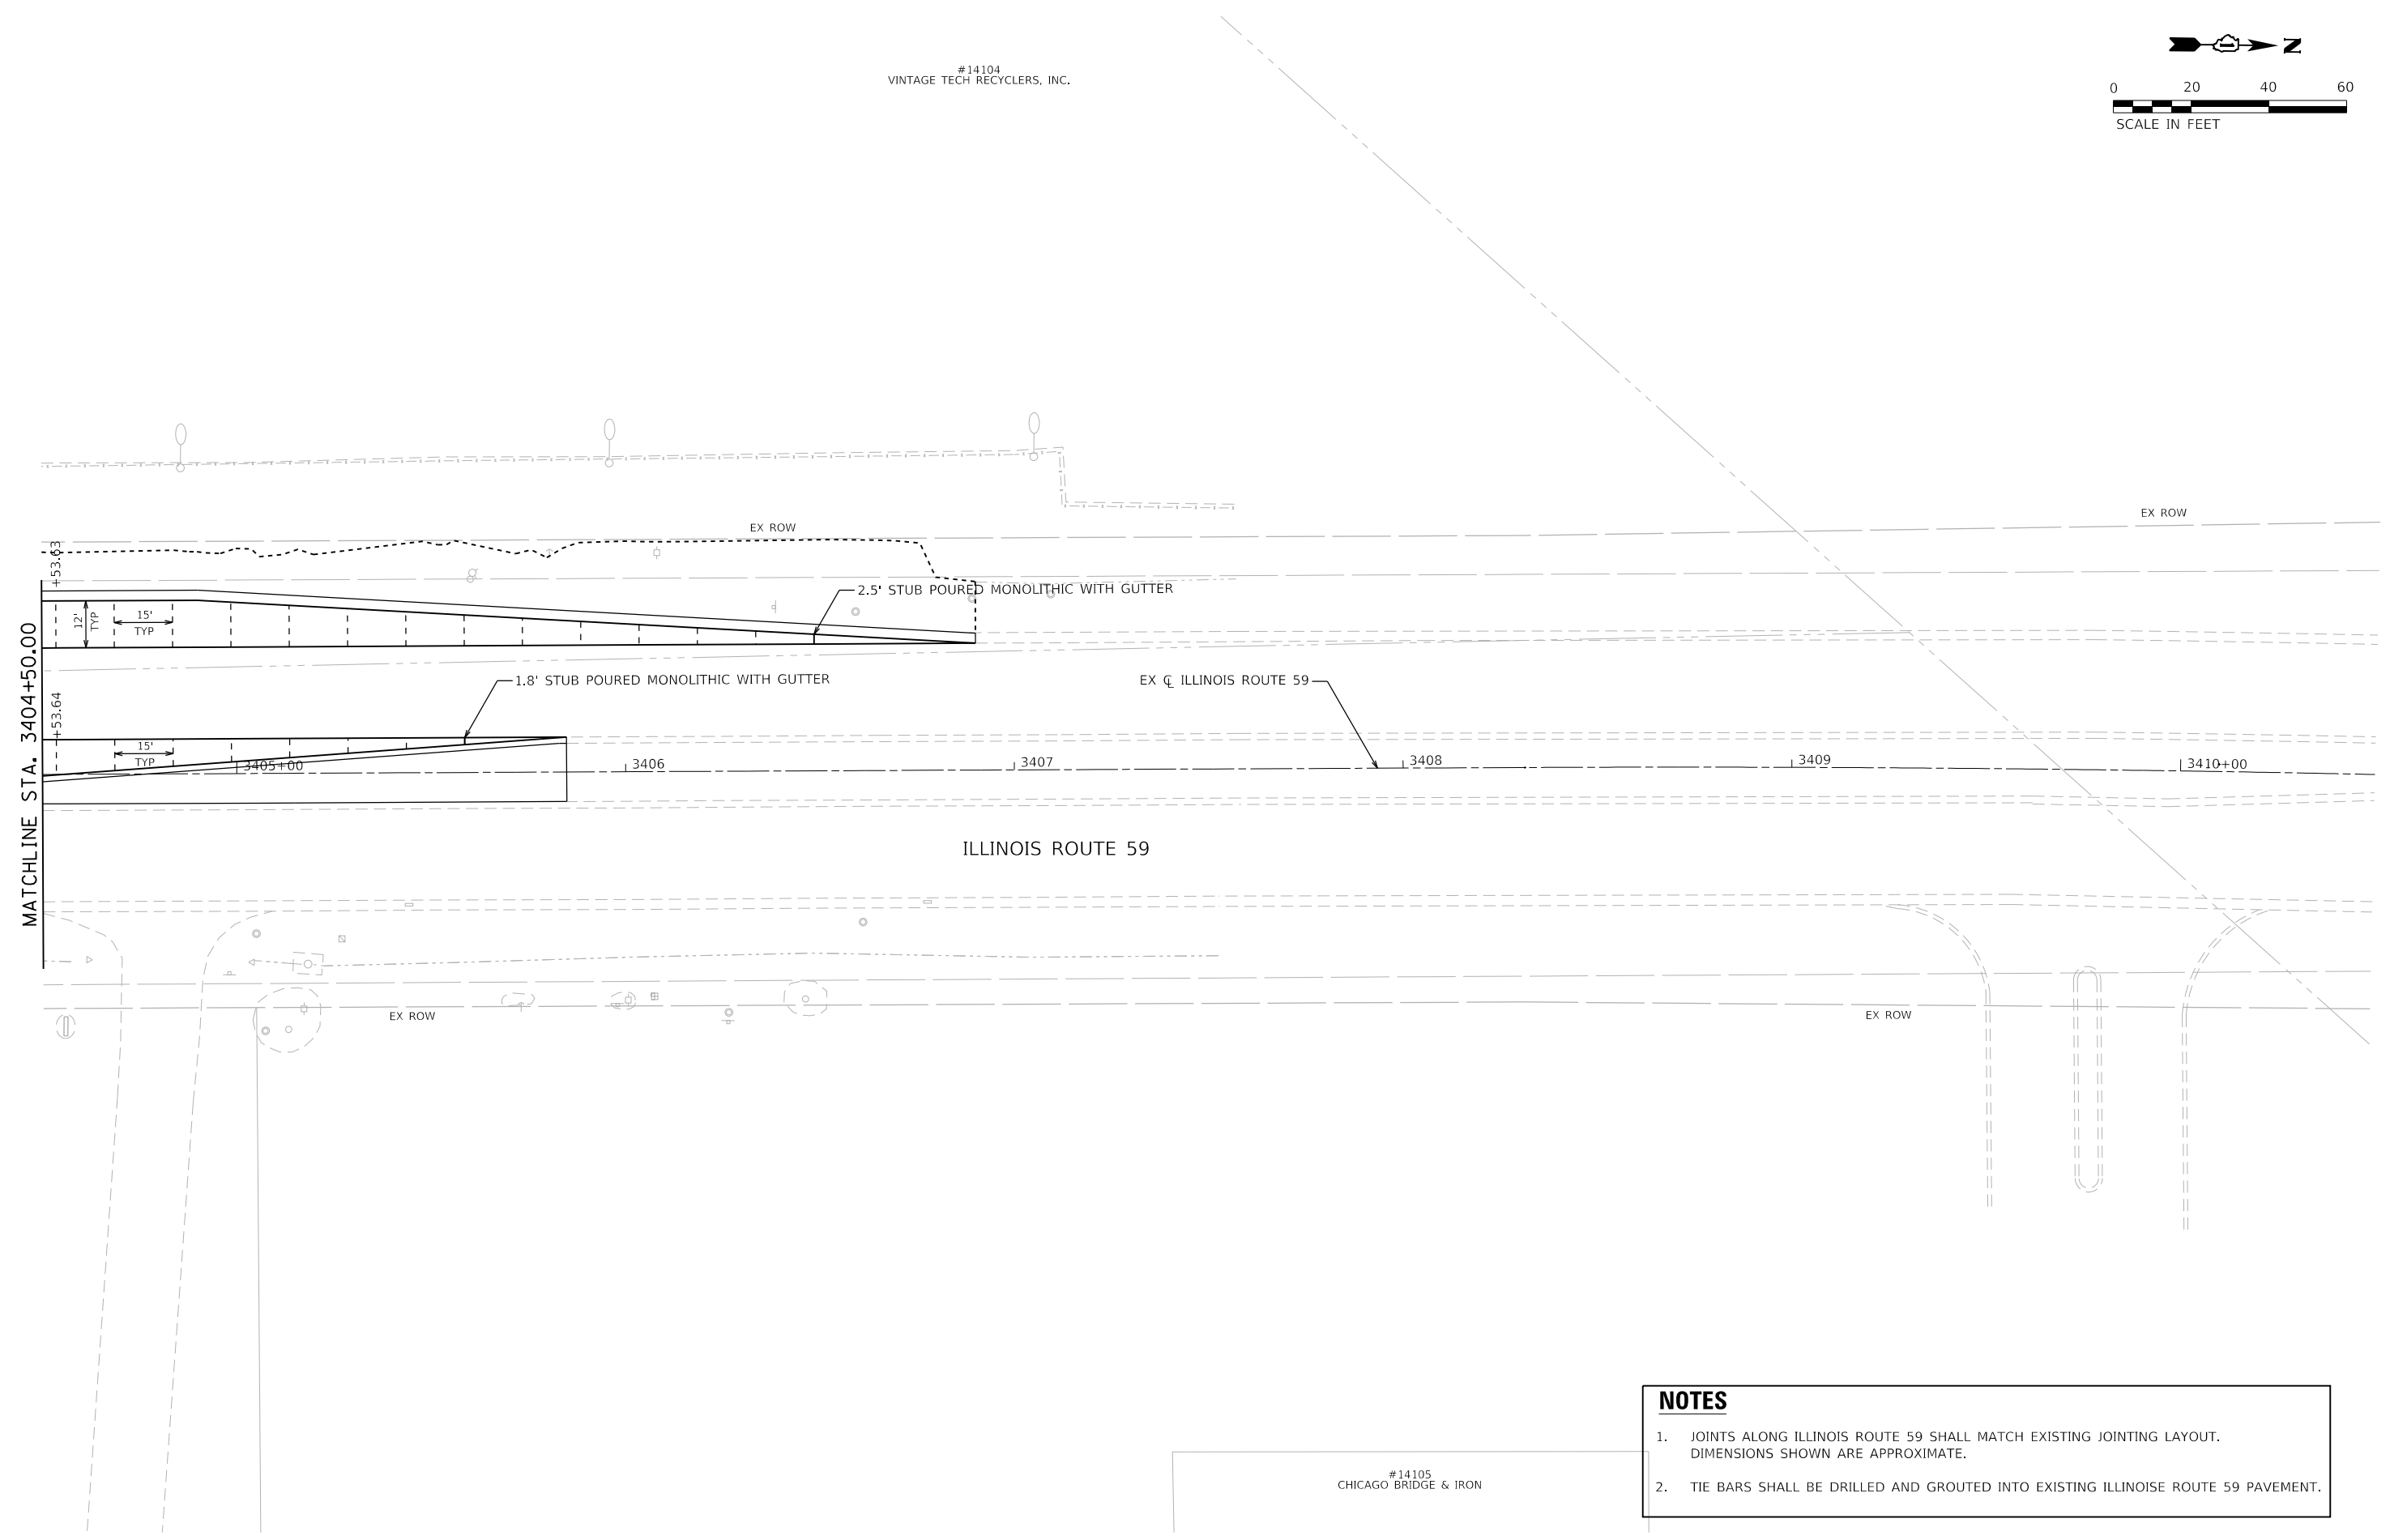 #14104
VINTAGE TECH RECYCLERS, INC.
N
0 20 40 60
SCALE IN FEET
EX ROW
EX ROW
+53.63
2.5' STUB POURED MONOLITHIC WITH GUTTER
12'
TYP
15'
TYP
MATCHLINE STA. 3404+50.00
+53.64
1.8' STUB POURED MONOLITHIC WITH GUTTER
EX ℄ ILLINOIS ROUTE 59
15'
TYP
3405+00
3406
3407
3408
3409
3410+00
ILLINOIS ROUTE 59
EX ROW
EX ROW
NOTES
1. JOINTS ALONG ILLINOIS ROUTE 59 SHALL MATCH EXISTING JOINTING LAYOUT.
DIMENSIONS SHOWN ARE APPROXIMATE.
2. TIE BARS SHALL BE DRILLED AND GROUTED INTO EXISTING ILLINOISE ROUTE 59 PAVEMENT.
#14105
CHICAGO BRIDGE & IRON